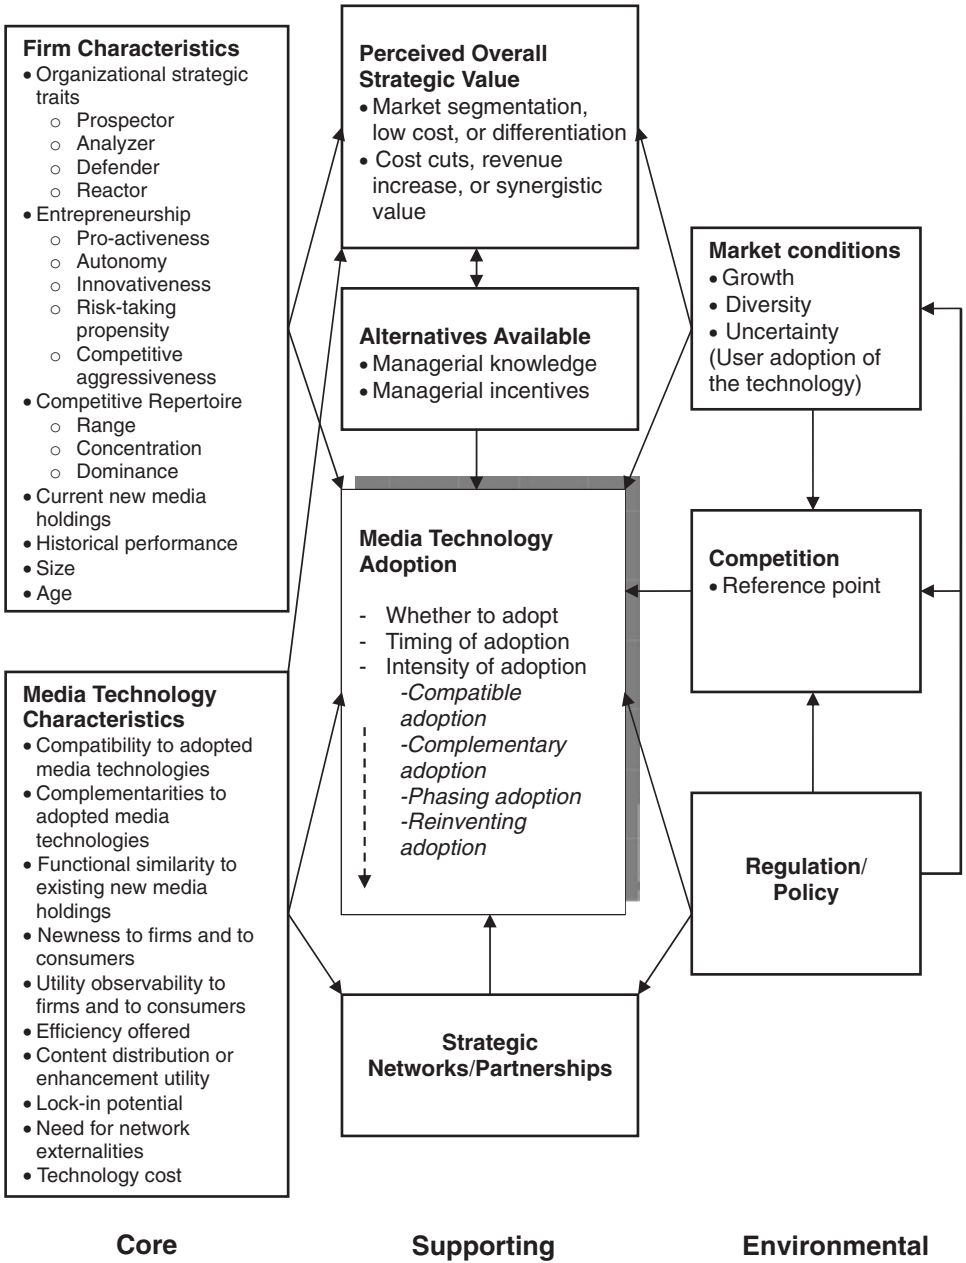 Firm Characteristics
• Organizational strategic
traits
○ Prospector
○ Analyzer
○ Defender
○ Reactor
• Entrepreneurship
○ Pro-activeness
○ Autonomy
○ Innovativeness
○ Risk-taking
propensity
○ Competitive
aggressiveness
• Competitive Repertoire
○ Range
○ Concentration
○ Dominance
• Current new media
holdings
• Historical performance
• Size
• Age
Media Technology
Characteristics
• Compatibility to adopted
media technologies
• Complementarities to
adopted media
technologies
• Functional similarity to
existing new media
holdings
• Newness to firms and to
consumers
• Utility observability to
firms and to consumers
• Efficiency offered
• Content distribution or
enhancement utility
• Lock-in potential
• Need for network
externalities
• Technology cost
Core
Perceived Overall
Strategic Value
• Market segmentation,
low cost, or differentiation
• Cost cuts, revenue
increase, or synergistic
value
Alternatives Available
• Managerial knowledge
• Managerial incentives
Media Technology
Adoption
- Whether to adopt
- Timing of adoption
- Intensity of adoption
-Compatible
adoption
-Complementary
adoption
-Phasing adoption
-Reinventing
adoption
Strategic
Networks/Partnerships
Supporting
Market conditions
• Growth
• Diversity
• Uncertainty
(User adoption of
the technology)
Competition
• Reference point
Regulation/
Policy
Environmental